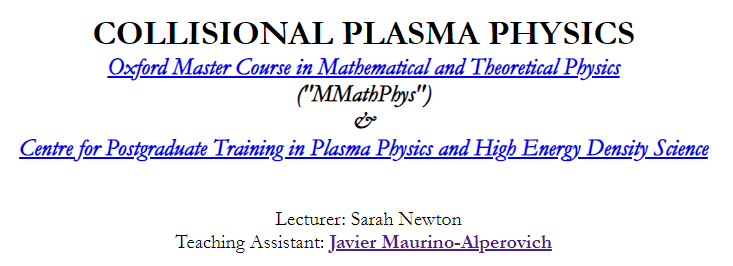 COLLISIONAL PLASMA PHYSICS
Oxford Master Course in Mathematical and Theoretical Physics
("MMathPhys")
&
Centre for Postgraduate Training in Plasma Physics and High Energy Density Science
Lecturer: Sarah Newton
Teaching Assistant: Javier Maurino-Alperovich